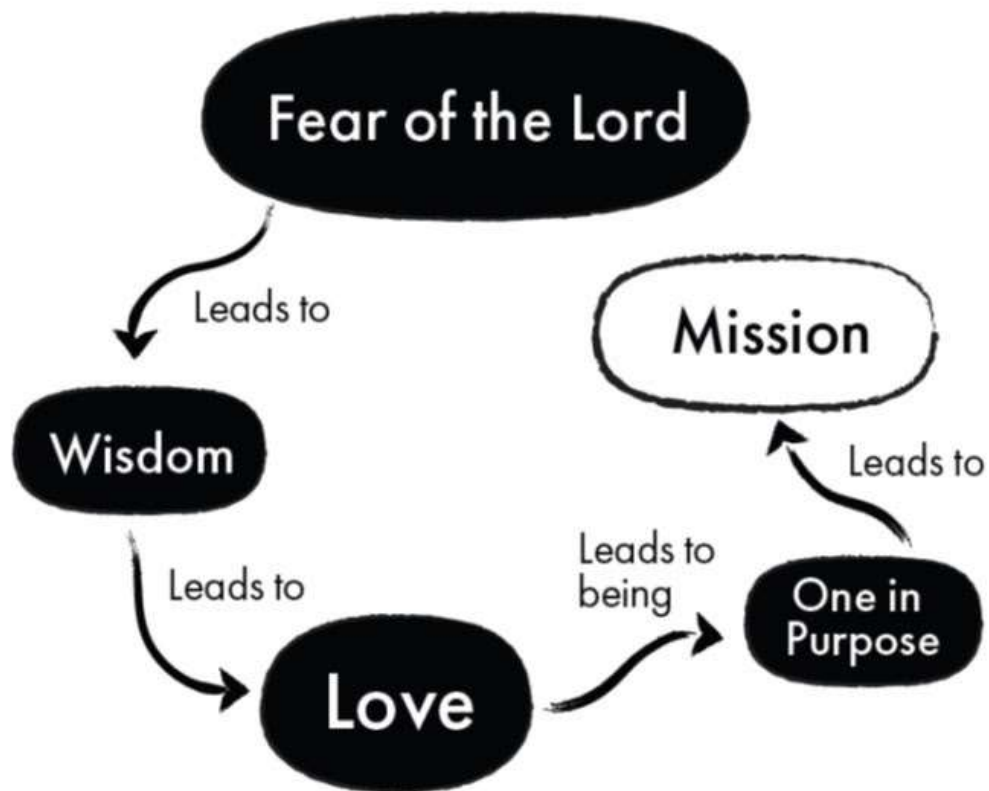 Fear of the Lord
Leads to
Wisdom
Leads to
Love
Leads to
being
One in
Purpose
Leads to
Mission